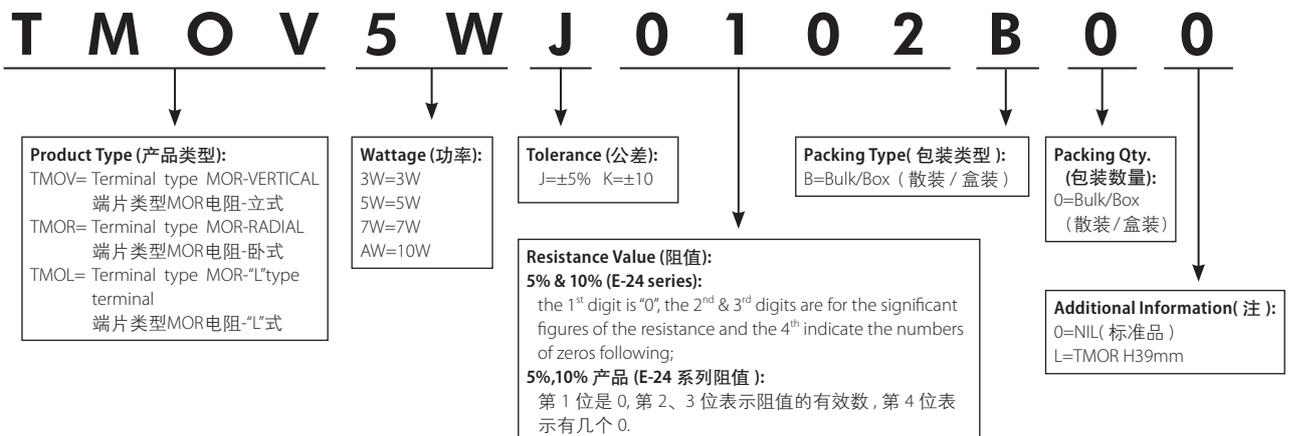 T M O V 5 W J 0 1 0 2 B 0 0
Product Type (产品类型):
TMOV= Terminal type MOR-VERTICAL
端片类型MOR电阻-立式
TMOR= Terminal type MOR-RADIAL
端片类型MOR电阻-卧式
TMOL= Terminal type MOR-“L”type
terminal
端片类型MOR电阻-“L”式
Wattage (功率):
3W=3W
5W=5W
7W=7W
AW=10W
Tolerance (公差):
J=±5% K=±10
Resistance Value (阻值):
5% & 10% (E-24 series):
the 1st digit is “0”, the 2nd & 3rd digits are for the significant
figures of the resistance and the 4th indicate the numbers
of zeros following;
5%,10% 产品 (E-24 系列阻值 ):
第 1 位是 0, 第 2、3 位表示阻值的有效数 , 第 4 位表
示有几个 0.
Packing Type( 包装类型 ):
B=Bulk/Box ( 散装 / 盒装 )
Packing Qty.
(包装数量):
0=Bulk/Box
（散装 / 盒装）
Additional Information( 注 ):
0=NIL( 标准品 )
L=TMOR H39mm